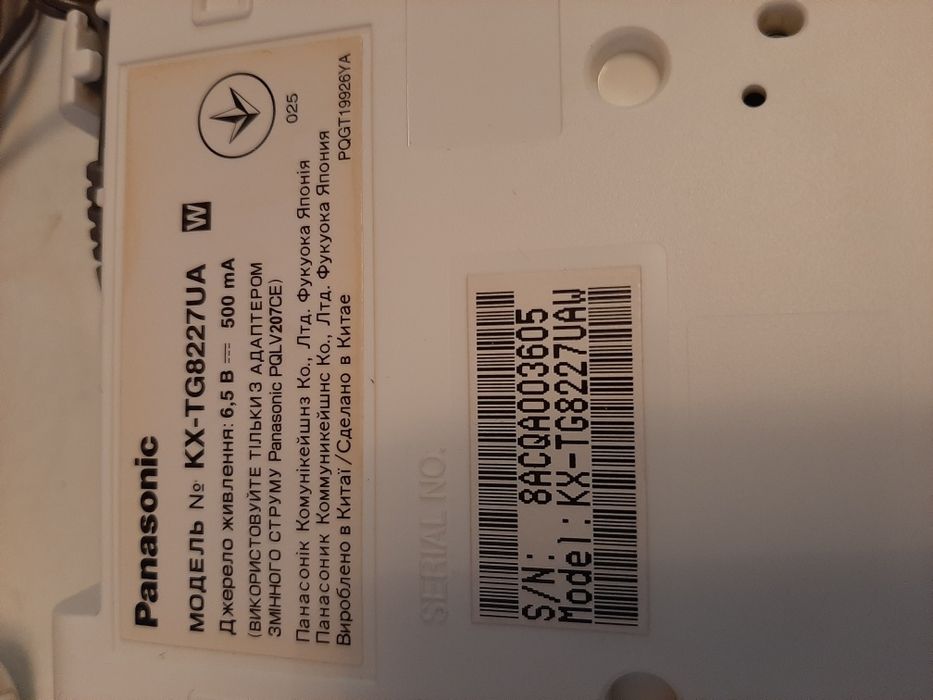 Panasonic
МОДЕЛЬ № KX-TG8227UA W
Джерело живлення: 6,5 В ⎓ 500 mA
(ВИКОРИСТОВУЙТЕ ТІЛЬКИ З АДАПТЕРОМ
ЗМІННОГО СТРУМУ Panasonic PQLV207CE)
Панасонік Комунікейшнз Ко., Лтд. Фукуока Японія
Панасоник Коммуникейшнс Ко., Лтд. Фукуока Япония
Вироблено в Китаї/Сделано в Китае
025
PQGT19926YA
SERIAL NO.
S/N: 8ACQA003605
Model:KX-TG8227UAW